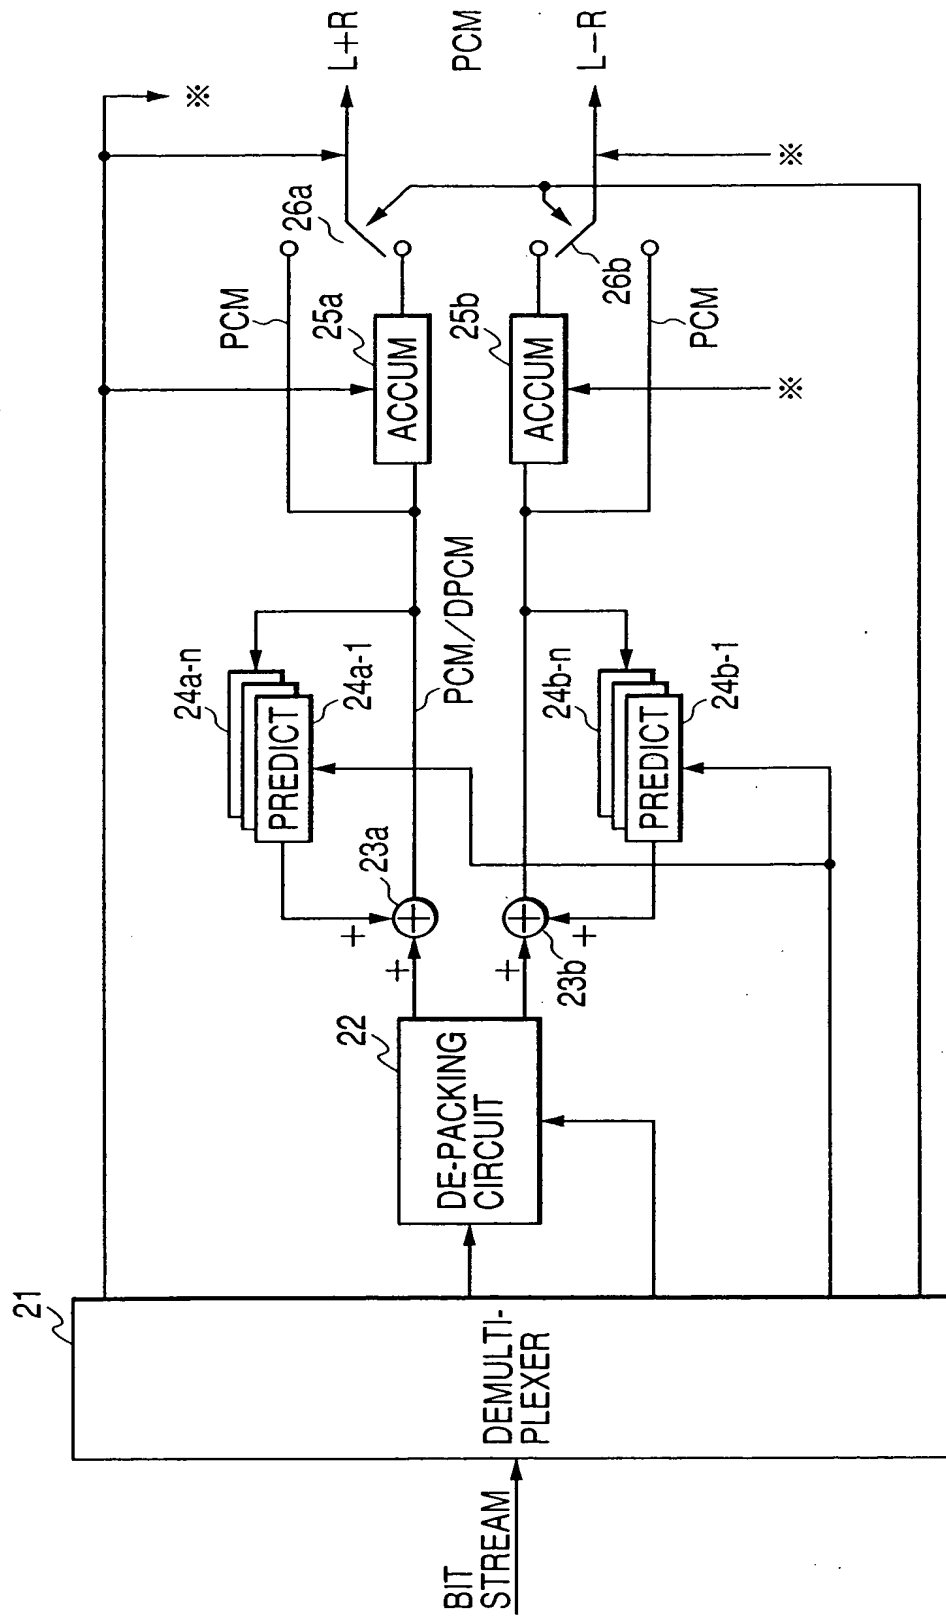 BIT
STREAM
21
DEMULTI-
PLEXER
22
DE-PACKING
CIRCUIT
+
+
23a
+
+
23b
24a-n
PREDICT
24a-1
24b-n
PREDICT
24b-1
PCM/DPCM
PCM
25a
ACCUM
25b
ACCUM
PCM
26a
26b
※
※
※
L+R
PCM
L-R